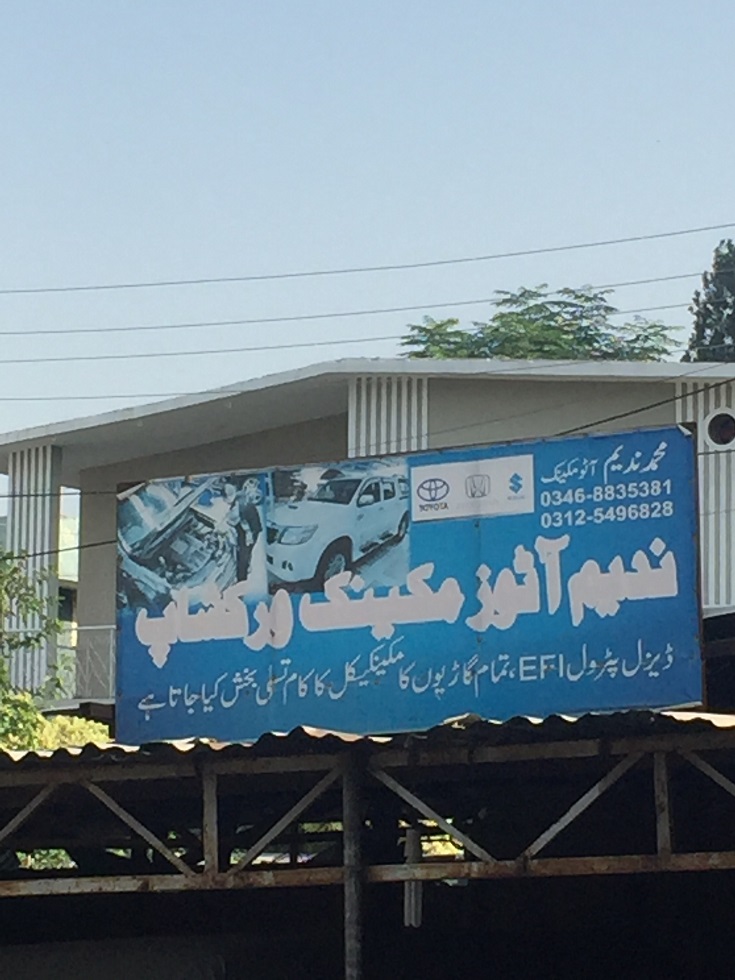 محمد ندیم آٹو مکینک
0346-8835381
0312-5496828
TOYOTA
ندیم آٹوز مکینک ورکشاپ
ڈیزل پٹرول EFI، تمام گاڑیوں کا مکینیکل کا کام تسلی بخش کیا جاتا ہے